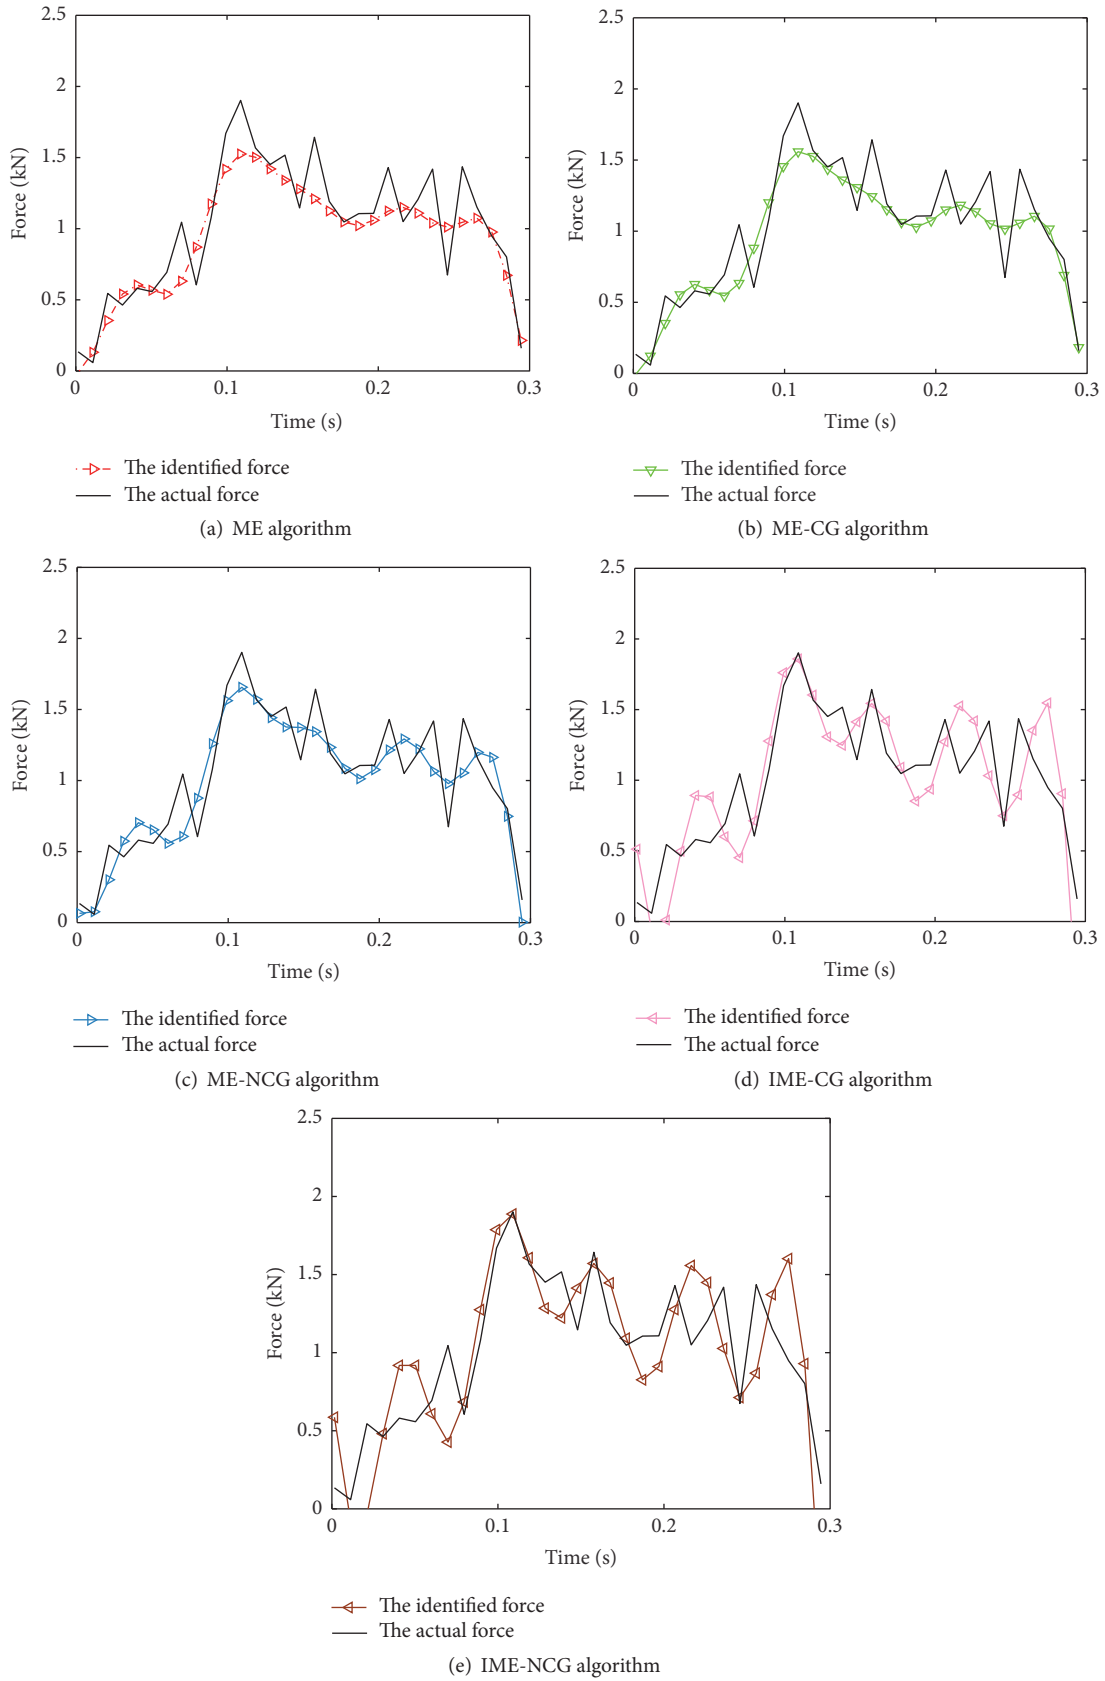 2.5
2
1.5
1
0.5
0
Force (kN)
0
0.1
0.2
0.3
Time (s)
The identified force
The actual force
(a) ME algorithm
2.5
2
1.5
1
0.5
0
Force (kN)
0
0.1
0.2
0.3
Time (s)
The identified force
The actual force
(b) ME-CG algorithm
2.5
2
1.5
1
0.5
0
Force (kN)
0
0.1
0.2
0.3
Time (s)
The identified force
The actual force
(c) ME-NCG algorithm
2.5
2
1.5
1
0.5
0
Force (kN)
0
0.1
0.2
0.3
Time (s)
The identified force
The actual force
(d) IME-CG algorithm
2.5
2
1.5
1
0.5
0
Force (kN)
0
0.1
0.2
0.3
Time (s)
The identified force
The actual force
(e) IME-NCG algorithm